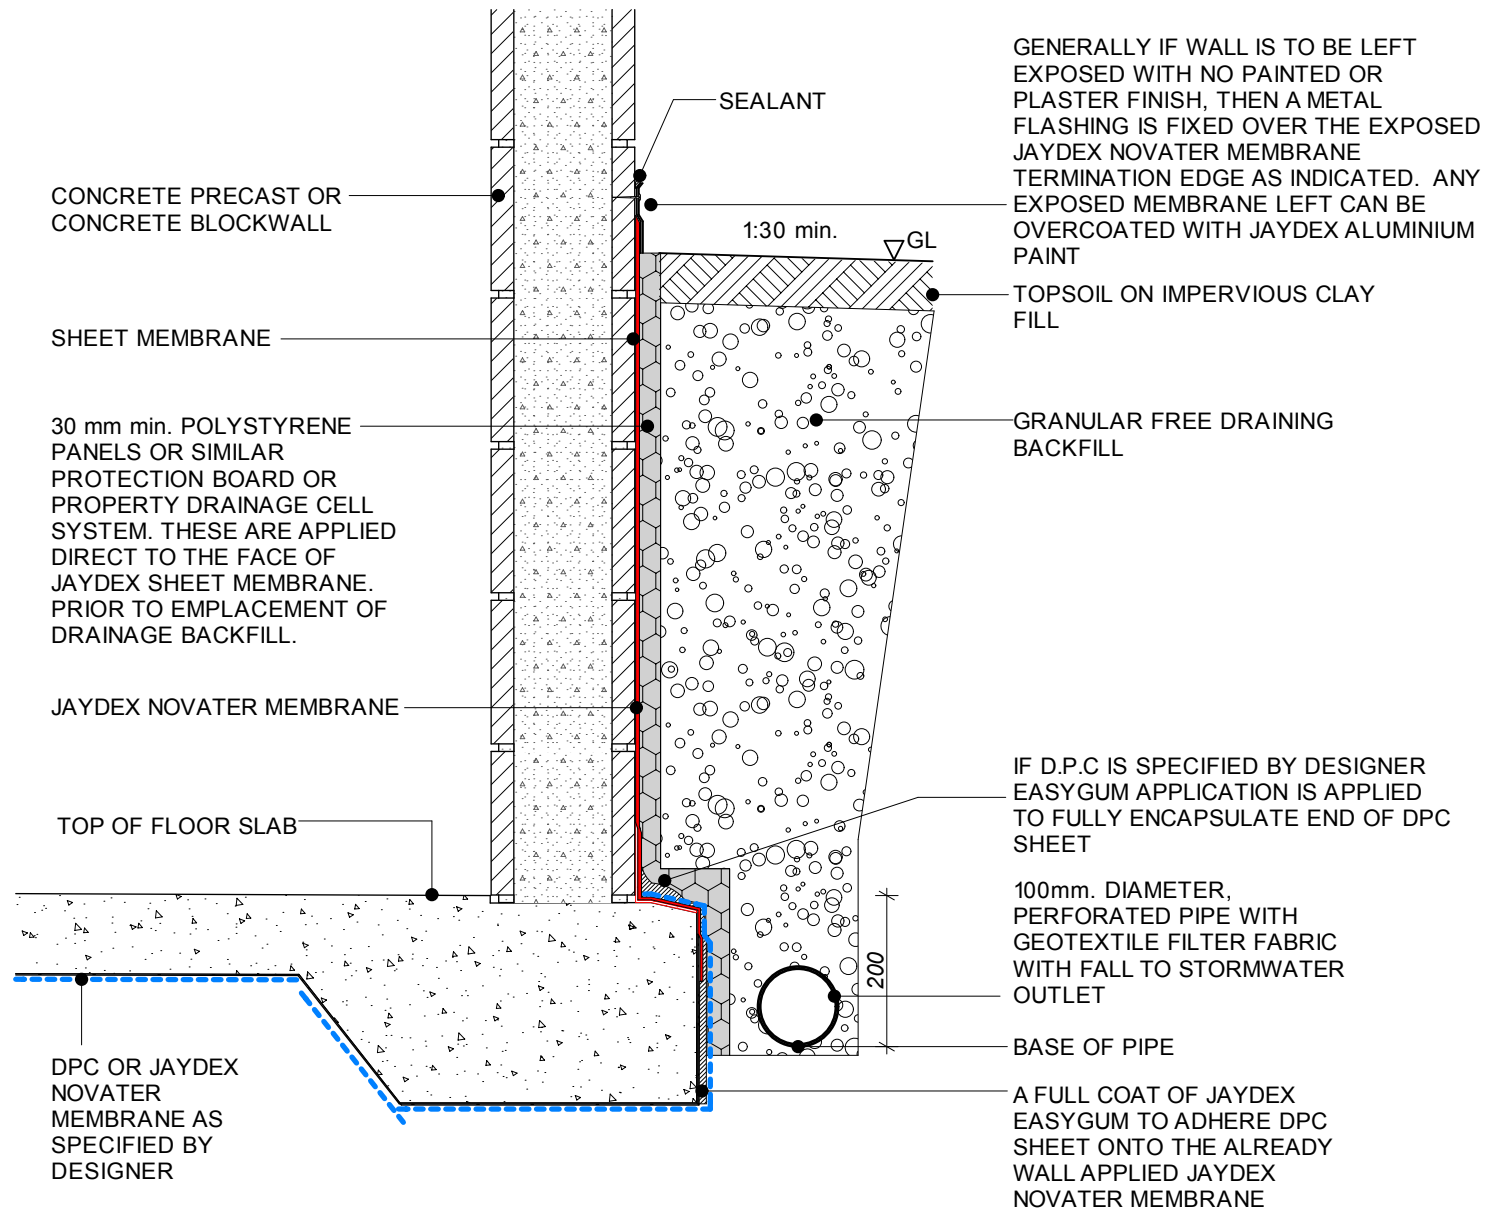 CONCRETE PRECAST OR
CONCRETE BLOCKWALL
SHEET MEMBRANE
30 mm min. POLYSTYRENE
PANELS OR SIMILAR
PROTECTION BOARD OR
PROPERTY DRAINAGE CELL
SYSTEM. THESE ARE APPLIED
DIRECT TO THE FACE OF
JAYDEX SHEET MEMBRANE.
PRIOR TO EMPLACEMENT OF
DRAINAGE BACKFILL.
JAYDEX NOVATER MEMBRANE
TOP OF FLOOR SLAB
DPC OR JAYDEX
NOVATER
MEMBRANE AS
SPECIFIED BY
DESIGNER
SEALANT
1:30 min.
GL
200
GENERALLY IF WALL IS TO BE LEFT
EXPOSED WITH NO PAINTED OR
PLASTER FINISH, THEN A METAL
FLASHING IS FIXED OVER THE EXPOSED
JAYDEX NOVATER MEMBRANE
TERMINATION EDGE AS INDICATED. ANY
EXPOSED MEMBRANE LEFT CAN BE
OVERCOATED WITH JAYDEX ALUMINIUM
PAINT
TOPSOIL ON IMPERVIOUS CLAY
FILL
GRANULAR FREE DRAINING
BACKFILL
IF D.P.C IS SPECIFIED BY DESIGNER
EASYGUM APPLICATION IS APPLIED
TO FULLY ENCAPSULATE END OF DPC
SHEET
100mm. DIAMETER,
PERFORATED PIPE WITH
GEOTEXTILE FILTER FABRIC
WITH FALL TO STORMWATER
OUTLET
BASE OF PIPE
A FULL COAT OF JAYDEX
EASYGUM TO ADHERE DPC
SHEET ONTO THE ALREADY
WALL APPLIED JAYDEX
NOVATER MEMBRANE